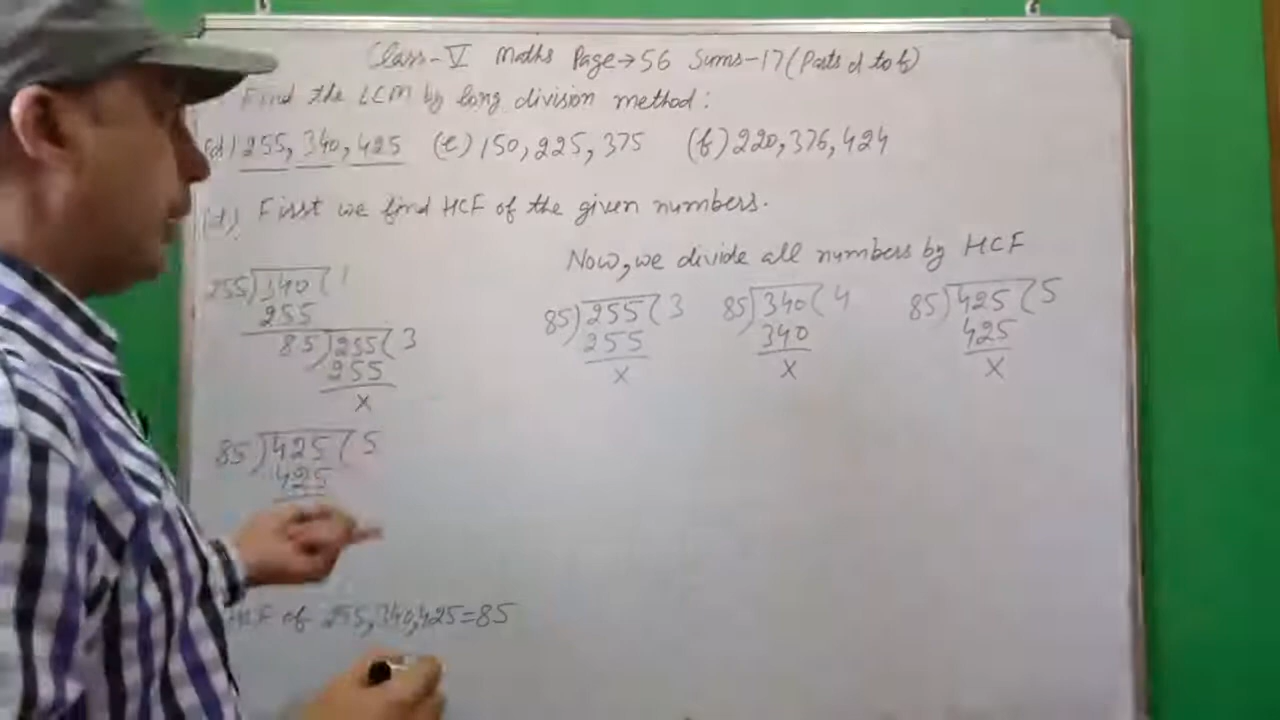 Class-V Maths Page→56 Sums-17(Parts d to f)
Find the LCM by long division method:
(d) 255, 340, 425 (e) 150, 225, 375 (f) 220, 376, 424
(d) First we find HCF of the given numbers.
255)340(1
255
85)255(3
255
x
85)425(5
425
HCF of 255,340,425=85
Now, we divide all numbers by HCF
85)255(3 85)340(4 85)425(5
255 340 425
x x x